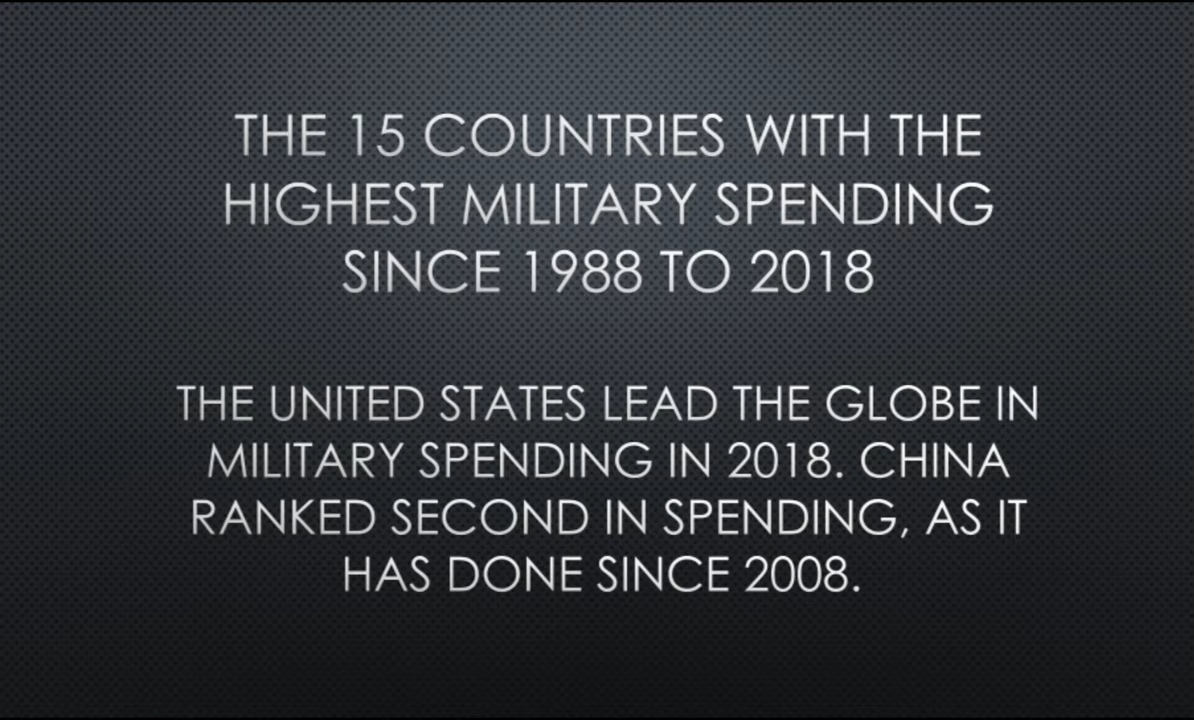 THE 15 COUNTRIES WITH THE
HIGHEST MILITARY SPENDING
SINCE 1988 TO 2018
THE UNITED STATES LEAD THE GLOBE IN
MILITARY SPENDING IN 2018. CHINA
RANKED SECOND IN SPENDING, AS IT
HAS DONE SINCE 2008.